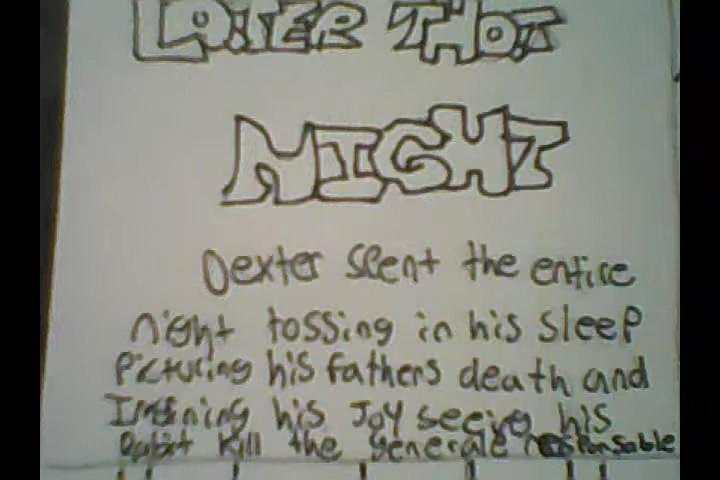 LATER THAT
NIGHT
Dexter spent the entire
night tossing in his sleep
picturing his fathers death and
his Joy seeing his
kill the generale responsable